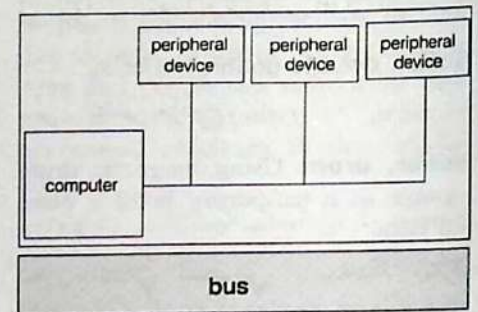 peripheral
device
peripheral
device
peripheral
device
computer
bus